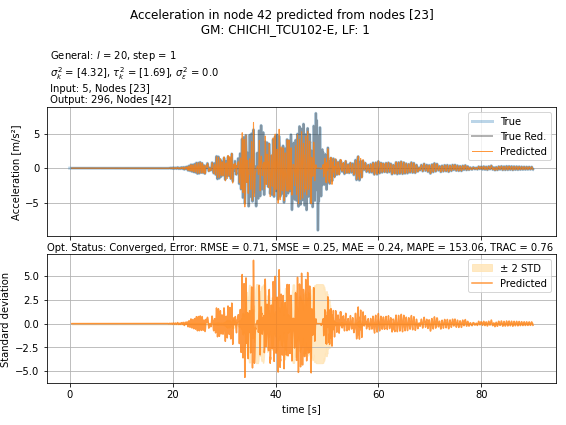 Acceleration in node 42 predicted from nodes [23]
GM: CHICHI_TCU102-E, LF: 1
General: l = 20, step = 1
σ²ₖ = [4.32], τ²ₖ = [1.69], σ²ε = 0.0
Input: 5, Nodes [23]
Output: 296, Nodes [42]
Acceleration [m/s²]
5
0
−5
True
True Red.
Predicted
Opt. Status: Converged, Error: RMSE = 0.71, SMSE = 0.25, MAE = 0.24, MAPE = 153.06, TRAC = 0.76
Standard deviation
5.0
2.5
0.0
−2.5
−5.0
± 2 STD
Predicted
0 20 40 60 80
time [s]